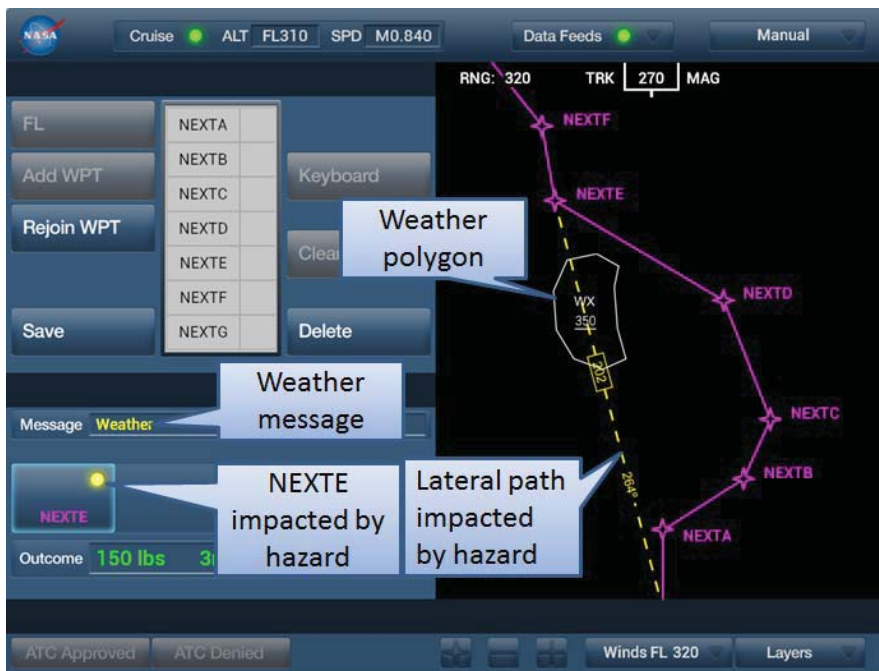 NASA
Cruise ALT FL310 SPD M0.840 Data Feeds Manual
RNG: 320 TRK 270 MAG
FL
Add WPT
Rejoin WPT
Save
NEXTA
NEXTB
NEXTC
NEXTD
NEXTE
NEXTF
NEXTG
Keyboard
Delete
Message Weather
NEXTE
Outcome 150 lbs
Weather
polygon
Weather
message
NEXTE
impacted by
hazard
Lateral path
impacted
by hazard
NEXTF
NEXTE
NEXTD
NEXTC
NEXTB
NEXTA
WX
350
202
264°
ATC Approved ATC Denied Winds FL 320 Layers